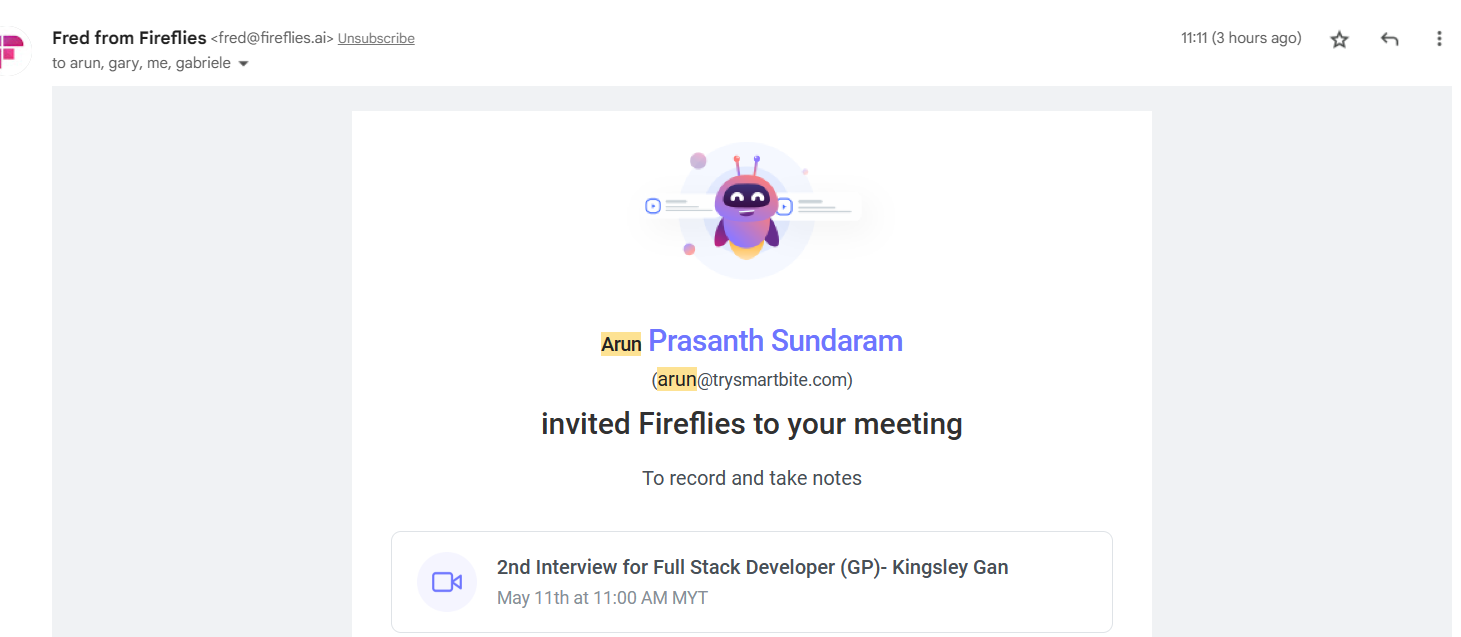 Fred from Fireflies <fred@fireflies.ai> Unsubscribe
11:11 (3 hours ago)
to arun, gary, me, gabriele
Arun Prasanth Sundaram
(arun@trysmartbite.com)
invited Fireflies to your meeting
To record and take notes
2nd Interview for Full Stack Developer (GP)- Kingsley Gan
May 11th at 11:00 AM MYT